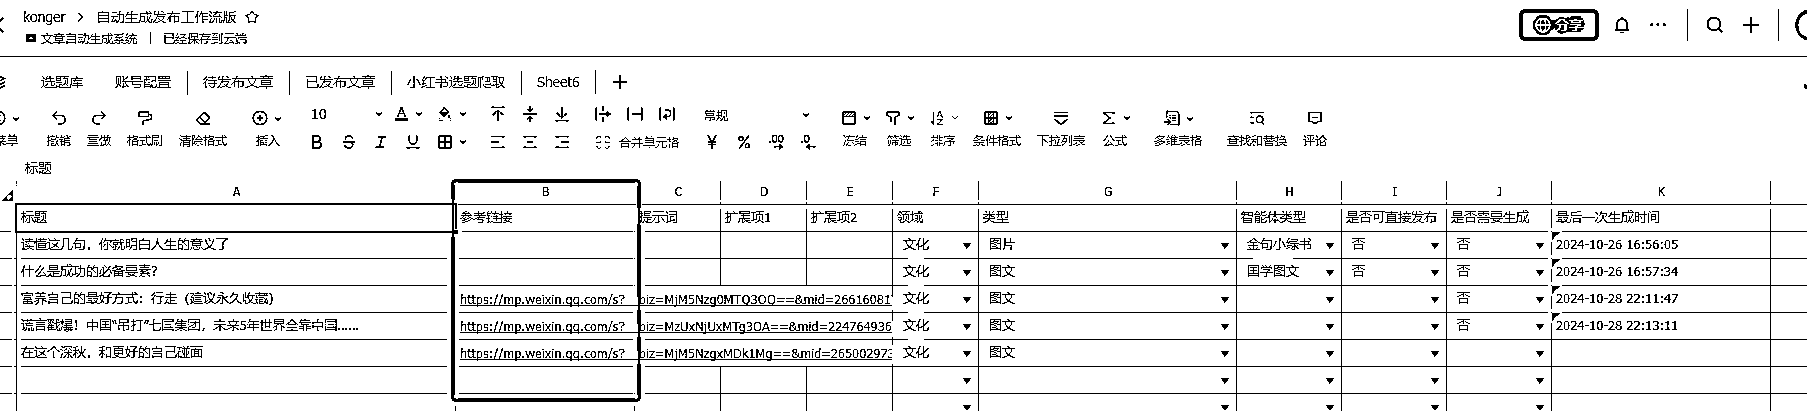 konger > 自动生成发布工作流版
文章自动生成系统 | 已经保存到云端
分享
选题库 账号配置 待发布文章 已发布文章 小红书选题爬取 Sheet6
10 常规
菜单 撤销 重做 格式刷 清除格式 插入 合并单元格 冻结 筛选 排序 条件格式 下拉列表 公式 多维表格 查找和替换 评论
标题
A B C D E F G H I J K
标题 参考链接 提示词 扩展项1 扩展项2 领域 类型 智能体类型 是否可直接发布 是否需要生成 最后一次生成时间
读懂这几句，你就明白人生的意义了 文化 图片 金句小绿书 否 否 2024-10-26 16:56:05
什么是成功的必备要素？ 文化 图文 国学图文 否 否 2024-10-26 16:57:34
富养自己的最好方式：行走（建议永久收藏） https://mp.weixin.qq.com/s?__biz=MjM5Nzg0MTQ3OQ==&mid=26616081 文化 图文 否 2024-10-28 22:11:47
谎言戳爆！中国“吊打”七国集团，未来5年世界全靠中国…… https://mp.weixin.qq.com/s?__biz=MzUxNjUxMTg3OA==&mid=224764936 文化 图文 否 2024-10-28 22:13:11
在这个深秋，和更好的自己碰面 https://mp.weixin.qq.com/s?__biz=MjM5NzgxMDk1Mg==&mid=265002973 文化 图文